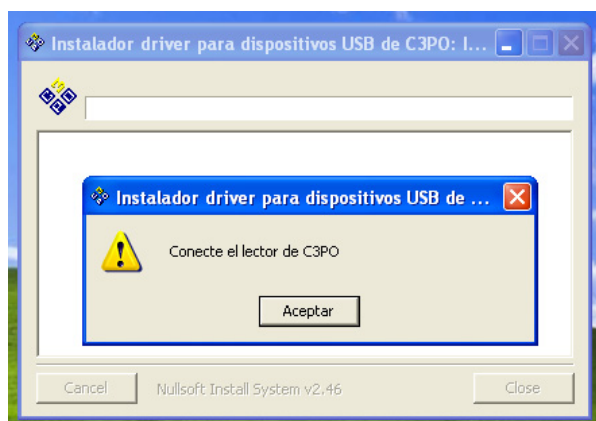 Instalador driver para dispositivos USB de C3PO: I...
Instalador driver para dispositivos USB de ...
Conecte el lector de C3PO
Aceptar
Cancel
Nullsoft Install System v2.46
Close